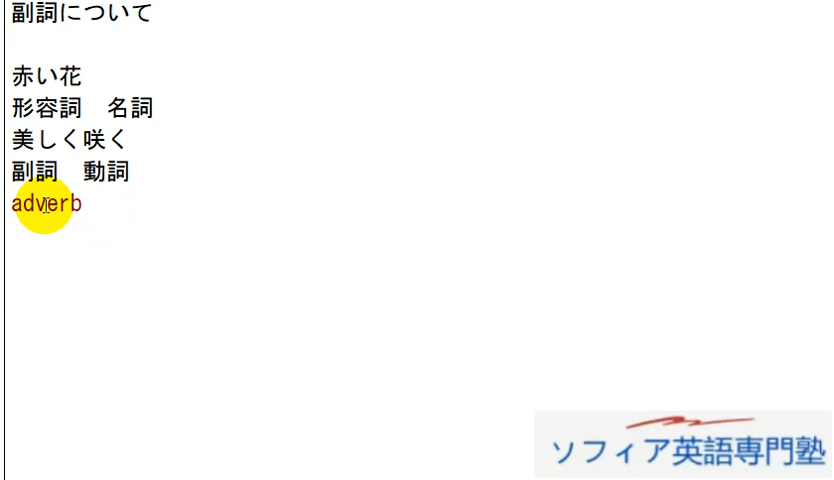 副詞について
赤い花
形容詞　名詞
美しく咲く
副詞　動詞
adverb
ソフィア英語専門塾